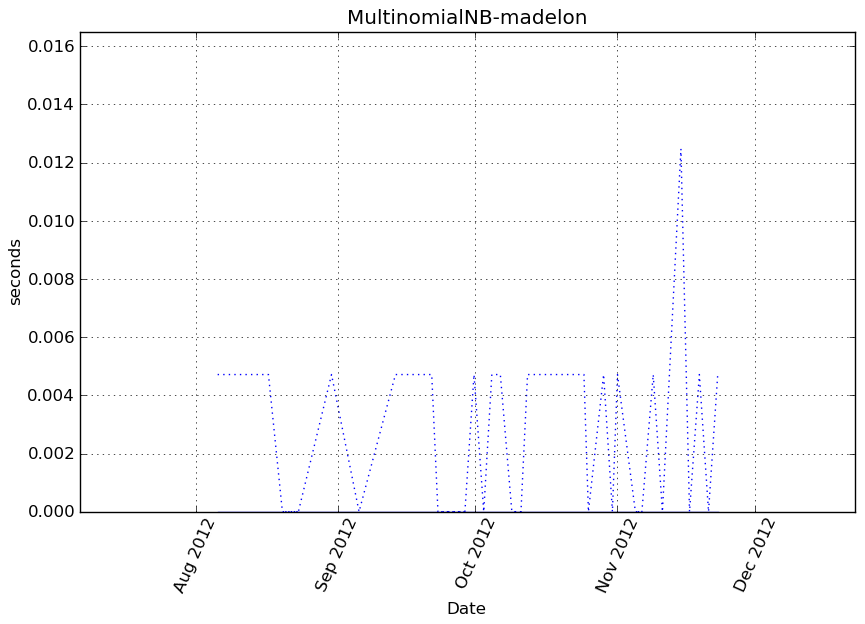 MultinomialNB-madelon
0.016
0.014
0.012
0.010
0.008
0.006
0.004
0.002
0.000
seconds
Aug 2012
Sep 2012
Oct 2012
Nov 2012
Dec 2012
Date